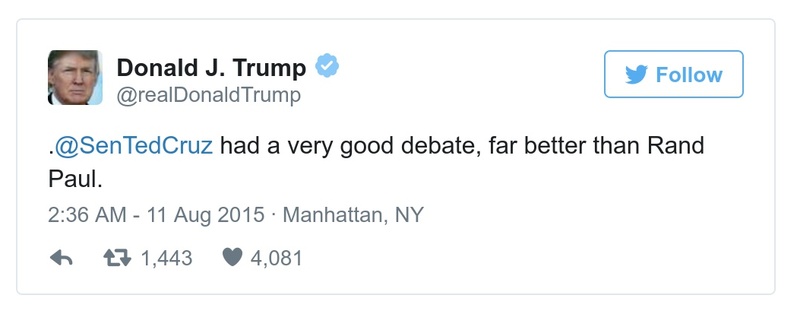 Donald J. Trump
@realDonaldTrump
Follow
.@SenTedCruz had a very good debate, far better than Rand
Paul.
2:36 AM - 11 Aug 2015 · Manhattan, NY
1,443 4,081